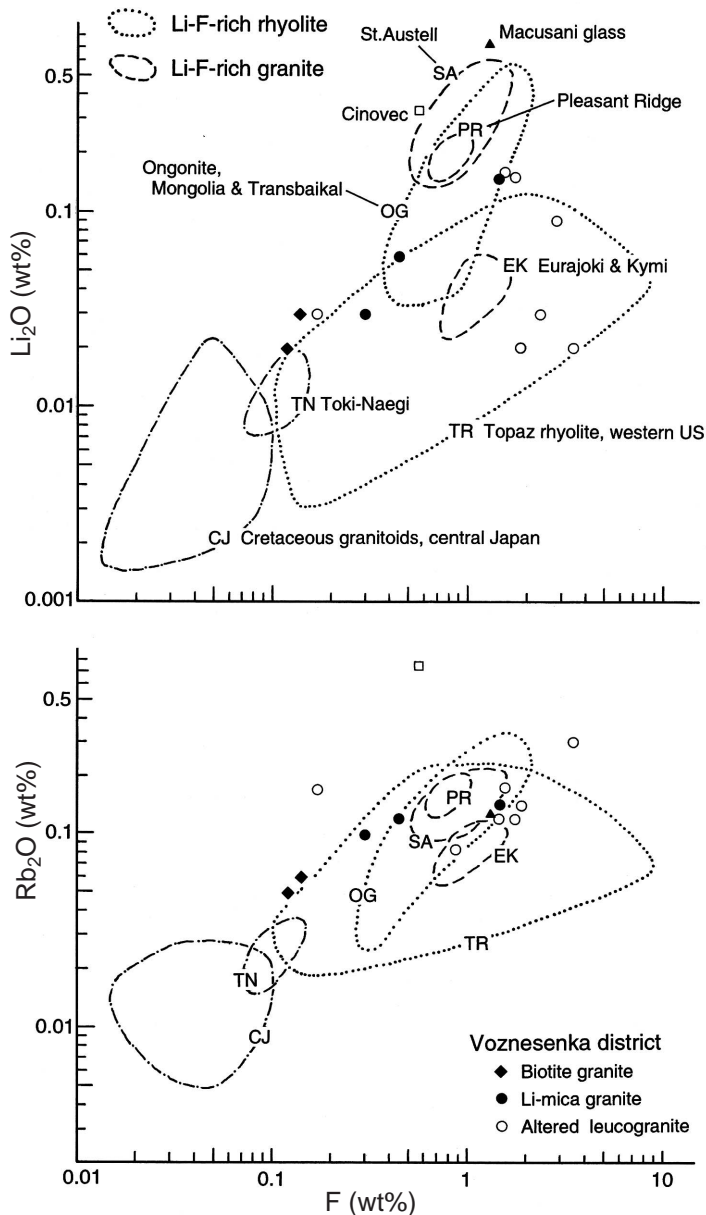 Li-F-rich rhyolite
Li-F-rich granite
St.Austell
Macusani glass
SA
Cinovec
PR
Pleasant Ridge
Ongonite,
Mongolia & Transbaikal
OG
EK Eurajoki & Kymi
TN Toki-Naegi
TR Topaz rhyolite, western US
CJ Cretaceous granitoids, central Japan
Li₂O (wt%)
0.5
0.1
0.01
0.001
Rb₂O (wt%)
0.5
0.1
0.01
PR
SA
EK
OG
TR
TN
CJ
Voznesenka district
Biotite granite
Li-mica granite
Altered leucogranite
0.01
0.1
1
10
F (wt%)